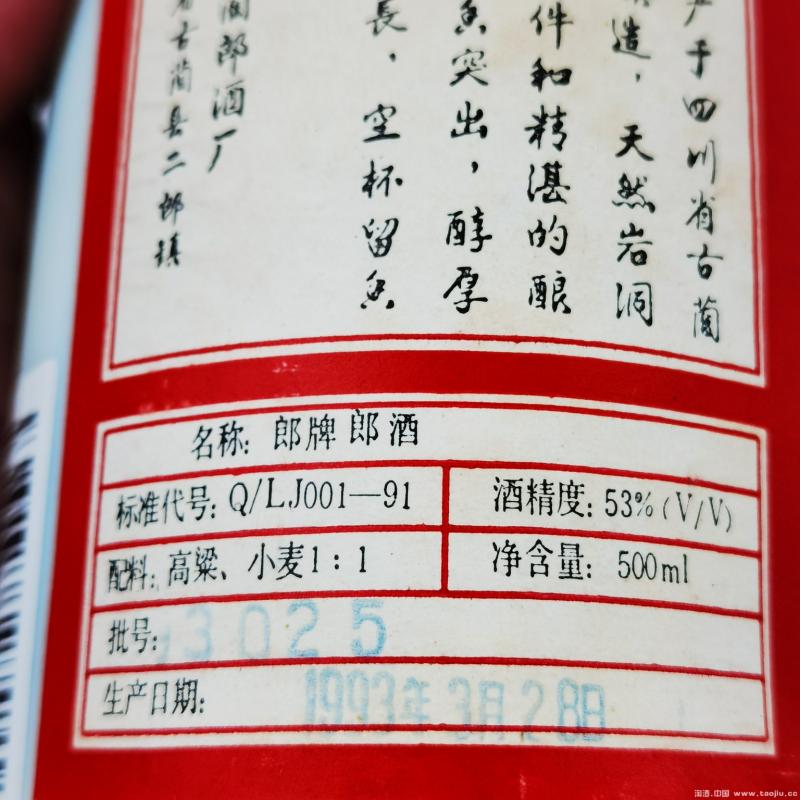 产于四川省古蔺
造，天然岩洞
件和精湛的酿
突出，醇厚
長，空杯留香
蔺郎酒厂
省古蔺县二郎镇
名称：郎牌郎酒
标准代号：Q/LJ001—91
酒精度：53%(V/V)
配料：高粱、小麦1：1
净含量：500ml
批号：93025
生产日期：1993年3月28日
淘酒.中国 www.taojiu.cc